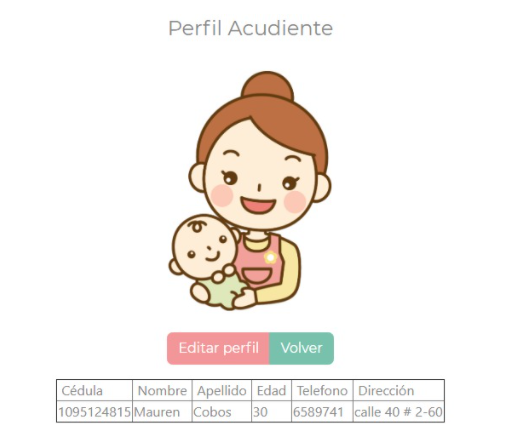 Perfil Acudiente
Editar perfil Volver
Cédula Nombre Apellido Edad Telefono Dirección
1095124815 Mauren Cobos 30 6589741 calle 40 # 2-60